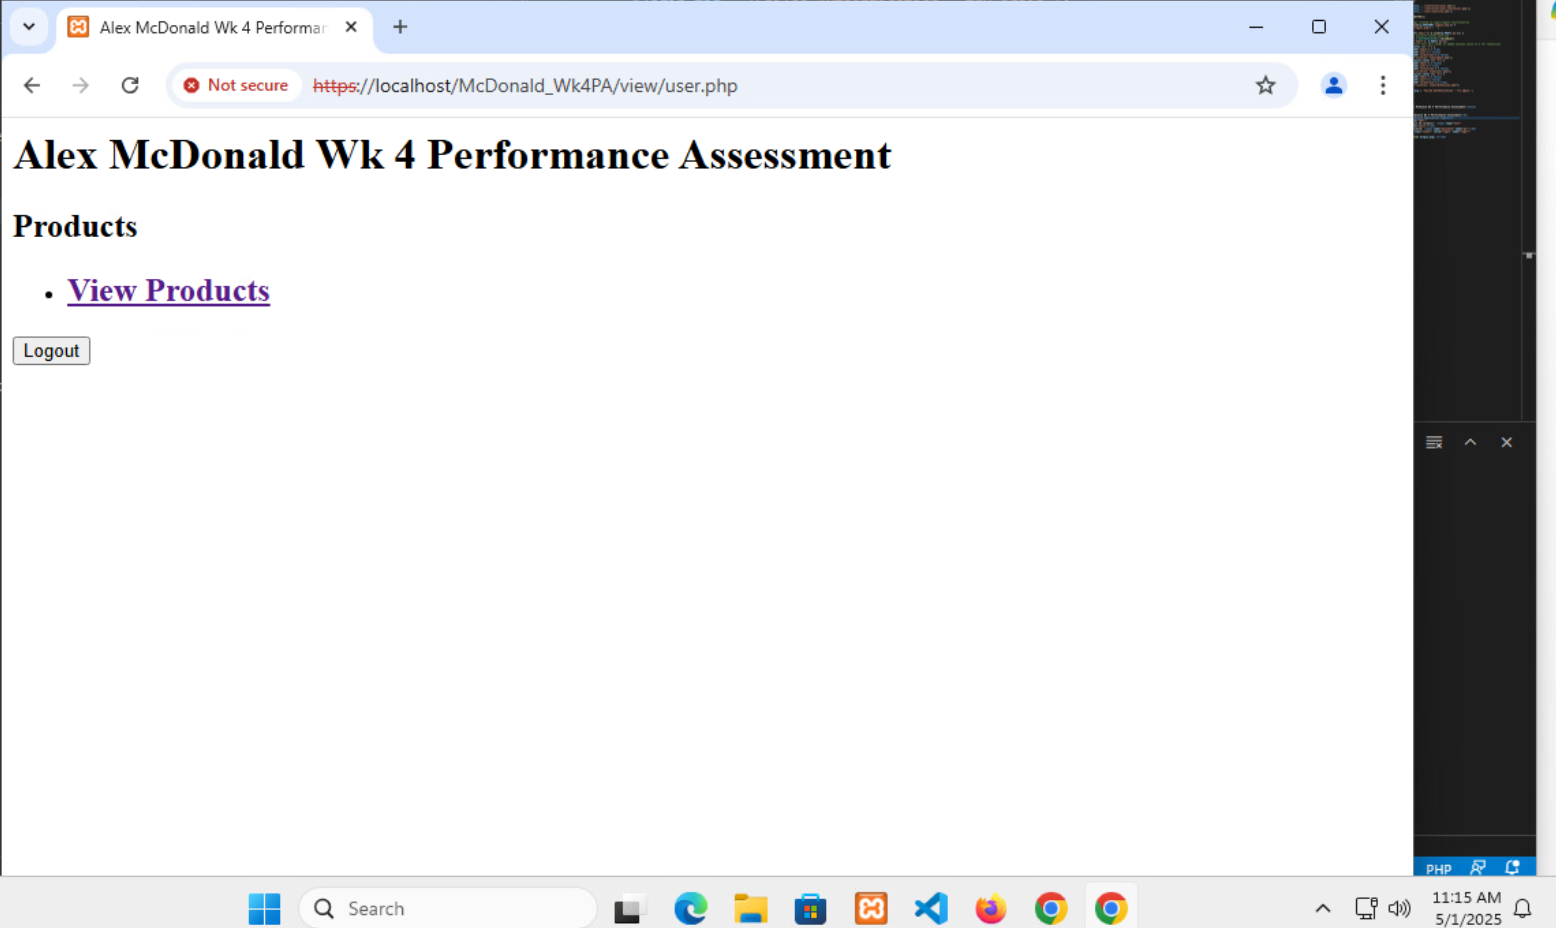 Alex McDonald Wk 4 Performan
Not secure https://localhost/McDonald_Wk4PA/view/user.php
Alex McDonald Wk 4 Performance Assessment
Products
View Products
Logout
PHP
Search
11:15 AM
5/1/2025